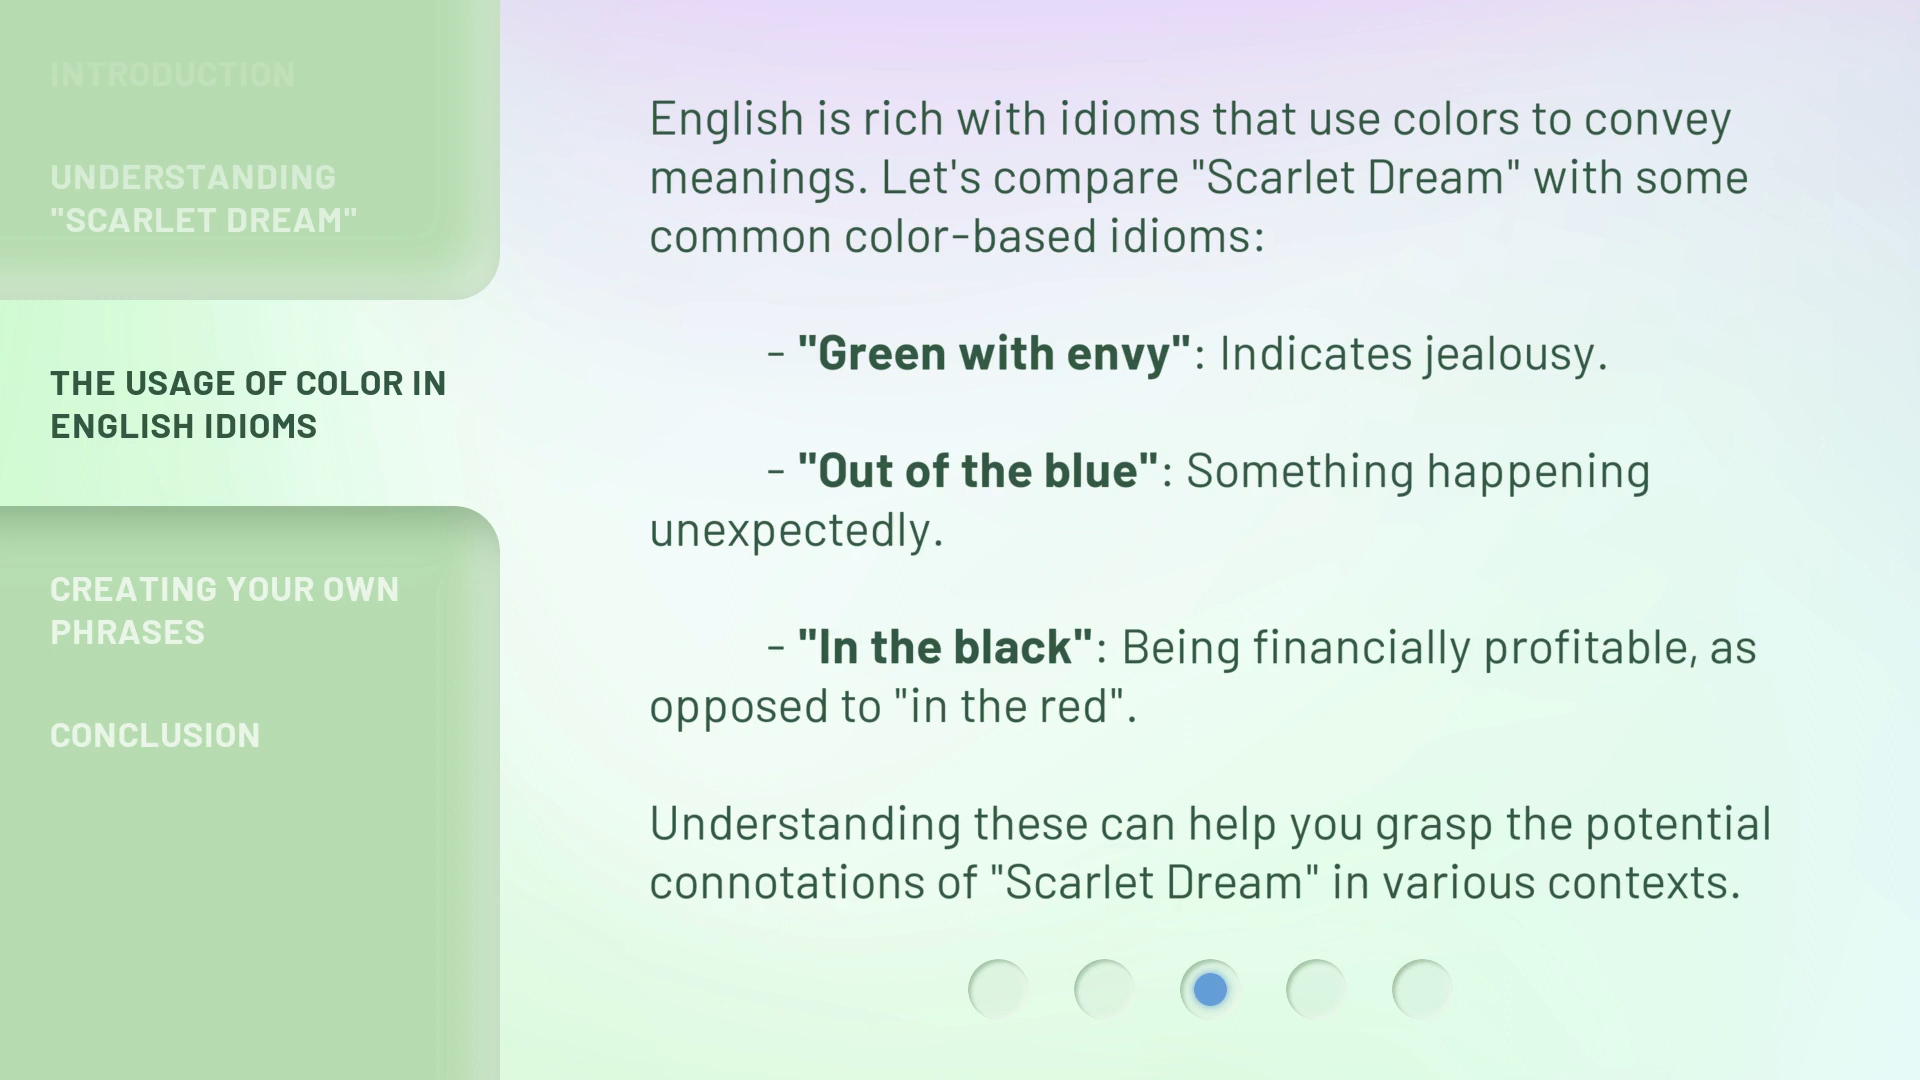 INTRODUCTION
UNDERSTANDING
"SCARLET DREAM"
THE USAGE OF COLOR IN
ENGLISH IDIOMS
CREATING YOUR OWN
PHRASES
CONCLUSION
English is rich with idioms that use colors to convey
meanings. Let's compare "Scarlet Dream" with some
common color-based idioms:
- "Green with envy": Indicates jealousy.
- "Out of the blue": Something happening
unexpectedly.
- "In the black": Being financially profitable, as
opposed to "in the red".
Understanding these can help you grasp the potential
connotations of "Scarlet Dream" in various contexts.